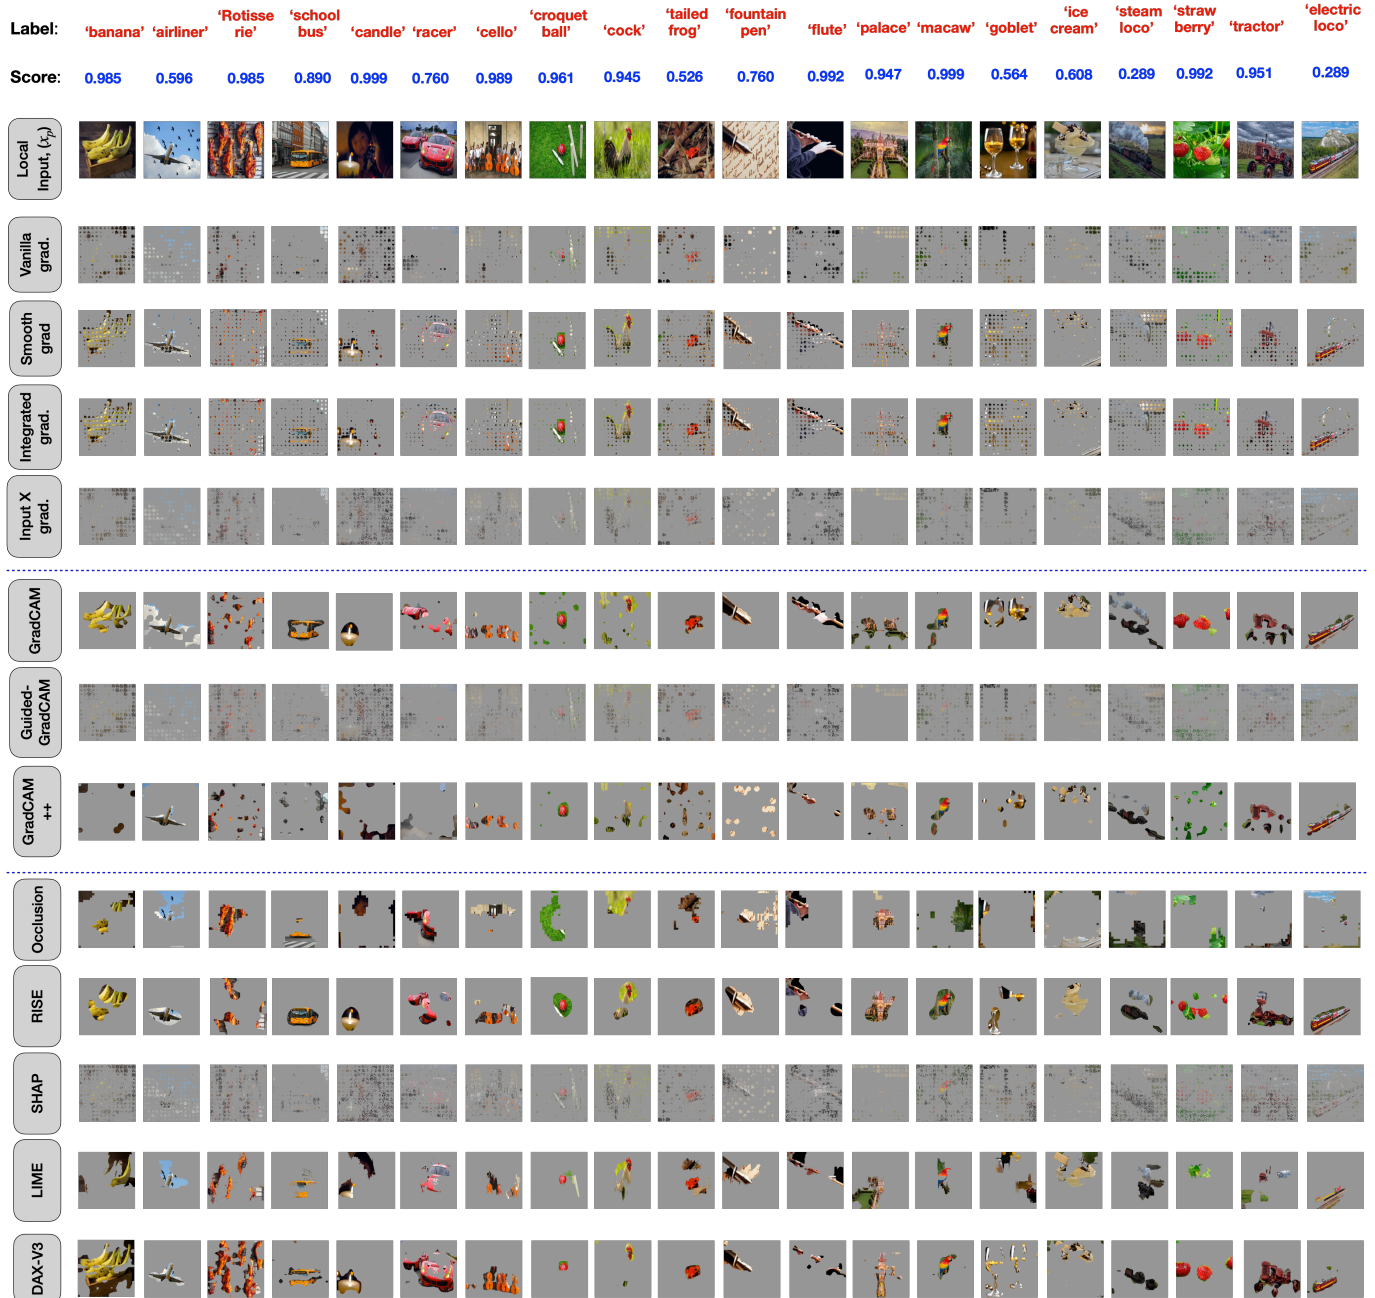 Label: ‘banana’ ‘airliner’ ‘Rotisse rie’ ‘school bus’ ‘candle’ ‘racer’ ‘cello’ ‘croquet ball’ ‘cock’ ‘tailed frog’ ‘fountain pen’ ‘flute’ ‘palace’ ‘macaw’ ‘goblet’ ‘ice cream’ ‘steam loco’ ‘straw berry’ ‘tractor’ ‘electric loco’
Score: 0.985 0.596 0.985 0.890 0.999 0.760 0.989 0.961 0.945 0.526 0.760 0.992 0.947 0.999 0.564 0.608 0.289 0.992 0.951 0.289
Local
Input, (x_p)
Vanilla
grad.
Smooth
grad
Integrated
grad.
Input X
grad.
GradCAM
Guided-
GradCAM
GradCAM
++
Occlusion
RISE
SHAP
LIME
DAX-V3